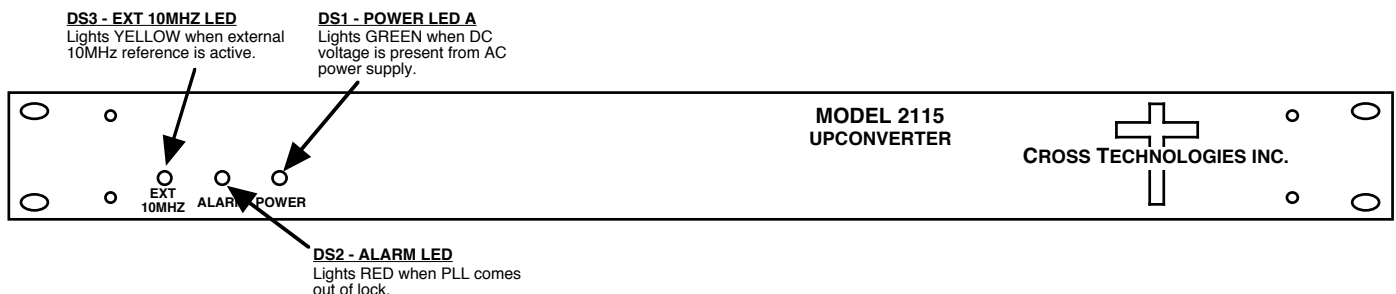 DS3 - EXT 10MHZ LED
Lights YELLOW when external
10MHz reference is active.
DS1 - POWER LED A
Lights GREEN when DC
voltage is present from AC
power supply.
MODEL 2115
UPCONVERTER
CROSS TECHNOLOGIES INC.
EXT
10MHZ
ALARM
POWER
DS2 - ALARM LED
Lights RED when PLL comes
out of lock.